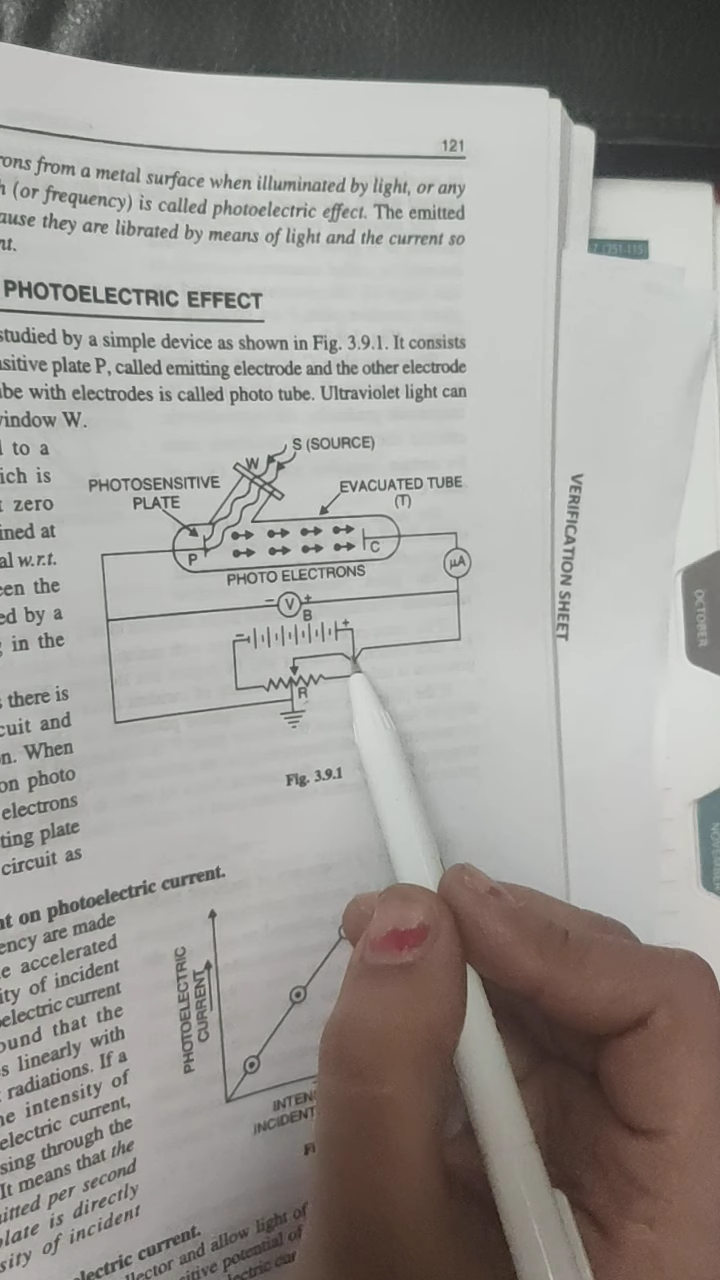 121
rons from a metal surface when illuminated by light, or any
(or frequency) is called photoelectric effect. The emitted
ause they are librated by means of light and the current so
nt.
PHOTOELECTRIC EFFECT
studied by a simple device as shown in Fig. 3.9.1. It consists
sitive plate P, called emitting electrode and the other electrode
be with electrodes is called photo tube. Ultraviolet light can
window W.
to a
ich is
zero
ined at
al w.r.t.
een the
ed by a
in the
there is
cuit and
n. When
on photo
electrons
ting plate
circuit as
S (SOURCE)
W
PHOTOSENSITIVE
PLATE
EVACUATED TUBE
(T)
P
C
PHOTO ELECTRONS
μA
– V +
B
– +
R
Fig. 3.9.1
nt on photoelectric current.
ency are made
e accelerated
ity of incident
electric current
ound that the
s linearly with
radiations. If a
he intensity of
electric current,
sing through the
It means that the
itted per second
plate is directly
sity of incident
PHOTOELECTRIC
CURRENT
INTEN
INCIDENT
electric current.
llector and allow light of
sitive potential of
lectric cur
VERIFICATION SHEET
OCTOBER